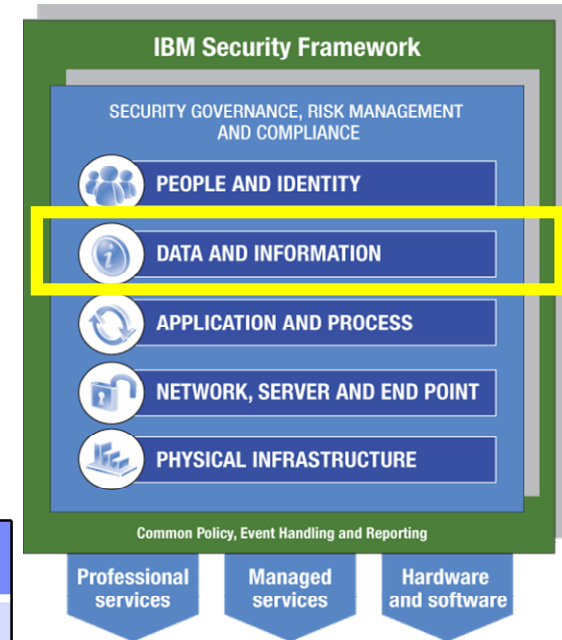 IBM Security Framework
SECURITY GOVERNANCE, RISK MANAGEMENT
AND COMPLIANCE
PEOPLE AND IDENTITY
DATA AND INFORMATION
APPLICATION AND PROCESS
NETWORK, SERVER AND END POINT
PHYSICAL INFRASTRUCTURE
Common Policy, Event Handling and Reporting
Professional
services
Managed
services
Hardware
and software